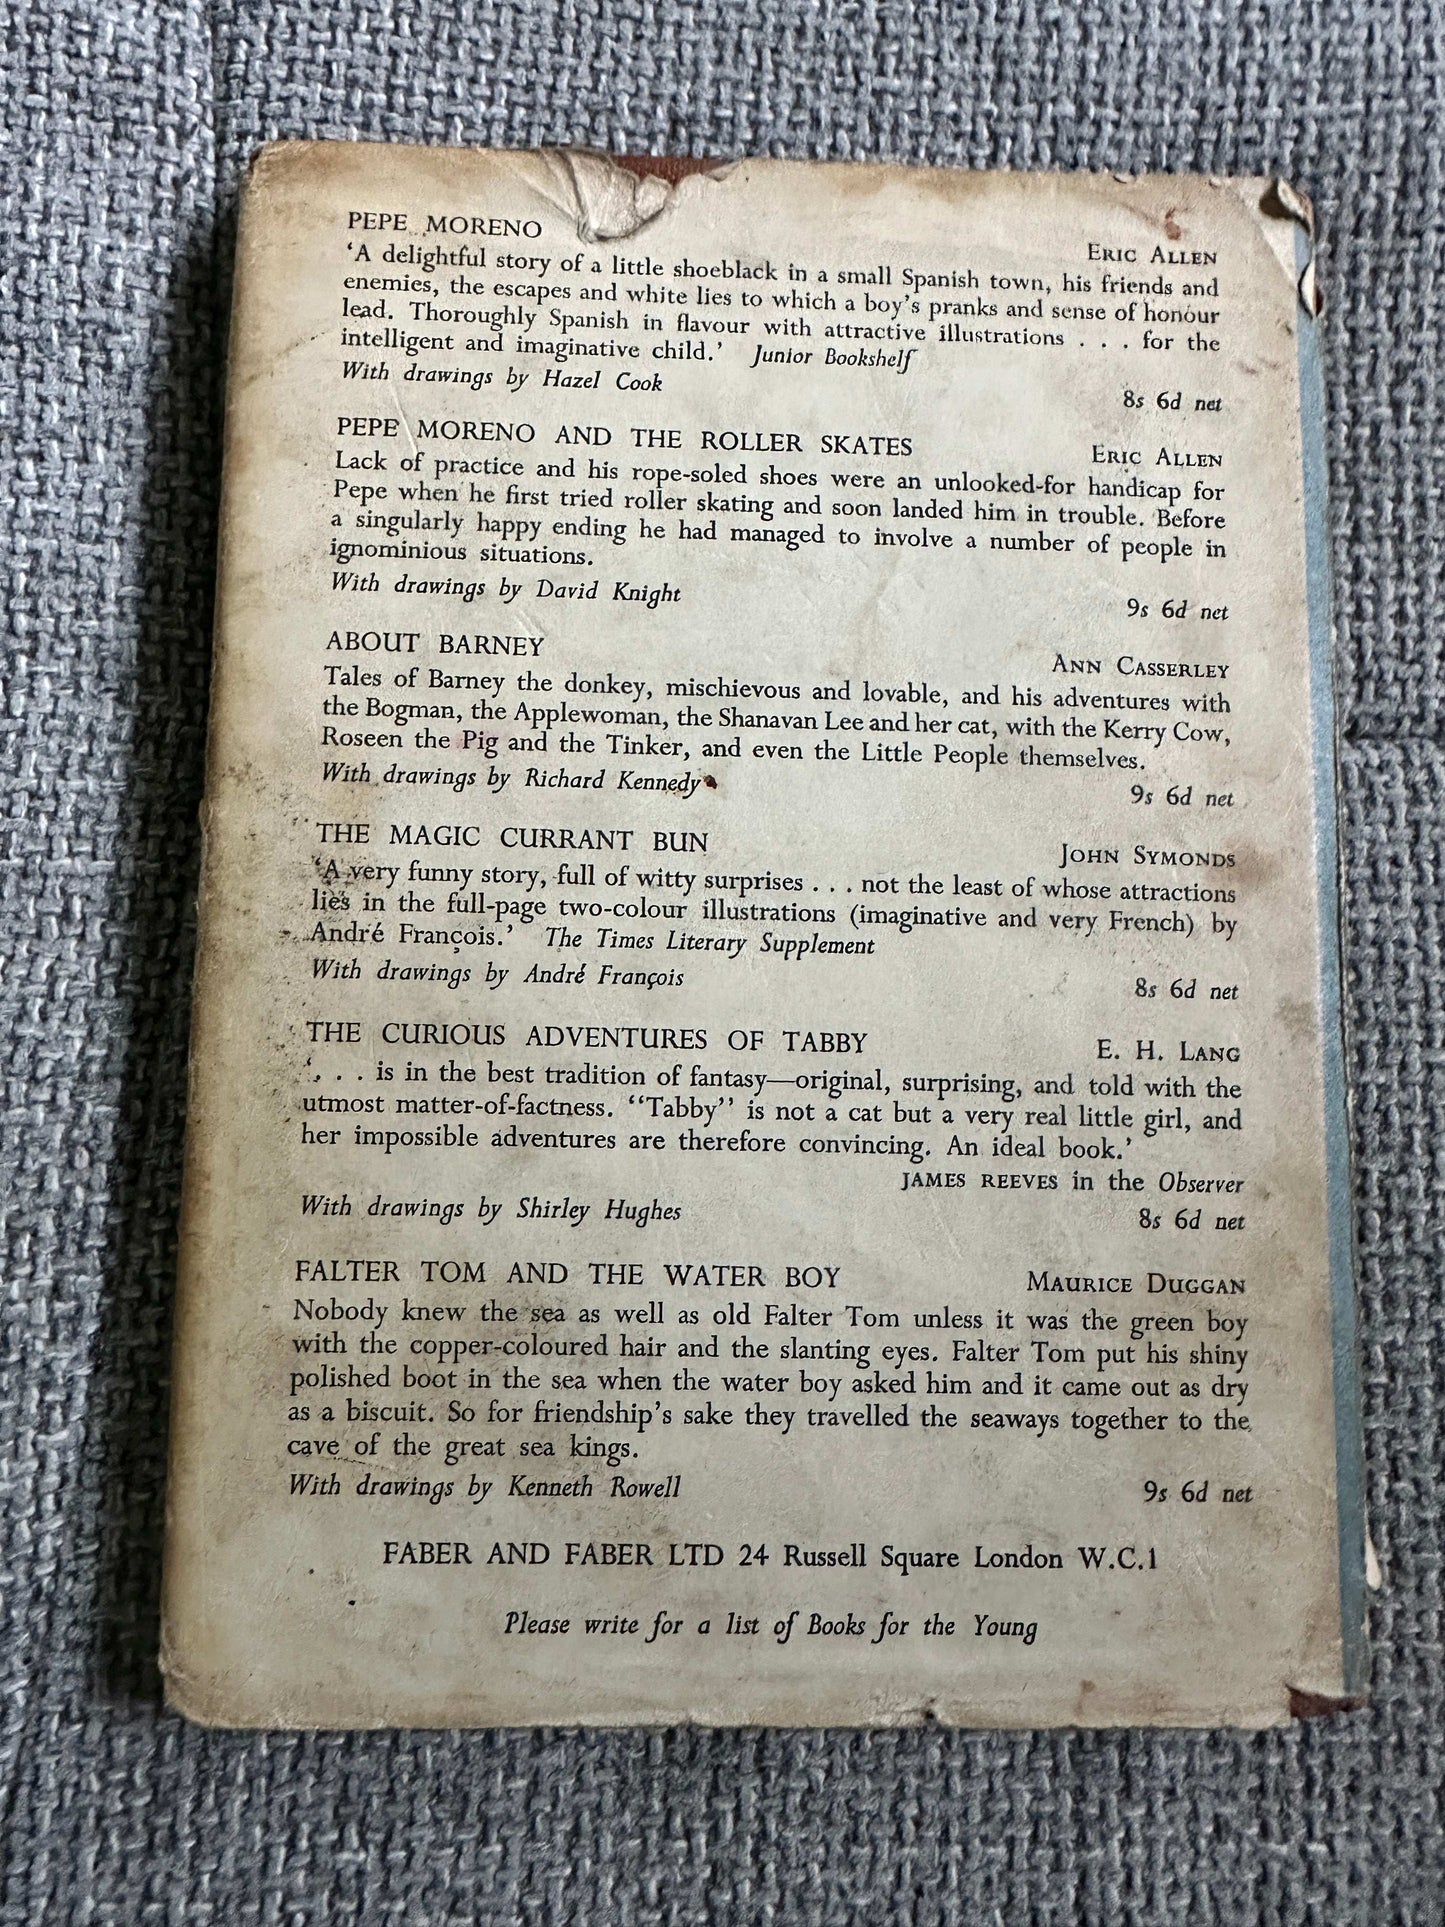 PEPE MORENO ERIC ALLEN
‘A delightful story of a little shoeblack in a small Spanish town, his friends and
enemies, the escapes and white lies to which a boy’s pranks and sense of honour
lead. Thoroughly Spanish in flavour with attractive illustrations . . . for the
intelligent and imaginative child.’ Junior Bookshelf
With drawings by Hazel Cook 8s 6d net
PEPE MORENO AND THE ROLLER SKATES ERIC ALLEN
Lack of practice and his rope-soled shoes were an unlooked-for handicap for
Pepe when he first tried roller skating and soon landed him in trouble. Before
a singularly happy ending he had managed to involve a number of people in
ignominious situations.
With drawings by David Knight 9s 6d net
ABOUT BARNEY ANN CASSERLEY
Tales of Barney the donkey, mischievous and lovable, and his adventures with
the Bogman, the Applewoman, the Shanavan Lee and her cat, with the Kerry Cow,
Roseen the Pig and the Tinker, and even the Little People themselves.
With drawings by Richard Kennedy 9s 6d net
THE MAGIC CURRANT BUN JOHN SYMONDS
‘A very funny story, full of witty surprises . . . not the least of whose attractions
lies in the full-page two-colour illustrations (imaginative and very French) by
André François.’ The Times Literary Supplement
With drawings by André François 8s 6d net
THE CURIOUS ADVENTURES OF TABBY E. H. LANG
‘. . . is in the best tradition of fantasy—original, surprising, and told with the
utmost matter-of-factness. “Tabby” is not a cat but a very real little girl, and
her impossible adventures are therefore convincing. An ideal book.’
JAMES REEVES in the Observer
With drawings by Shirley Hughes 8s 6d net
FALTER TOM AND THE WATER BOY MAURICE DUGGAN
Nobody knew the sea as well as old Falter Tom unless it was the green boy
with the copper-coloured hair and the slanting eyes. Falter Tom put his shiny
polished boot in the sea when the water boy asked him and it came out as dry
as a biscuit. So for friendship’s sake they travelled the seaways together to the
cave of the great sea kings.
With drawings by Kenneth Rowell 9s 6d net
FABER AND FABER LTD 24 Russell Square London W.C.1
Please write for a list of Books for the Young